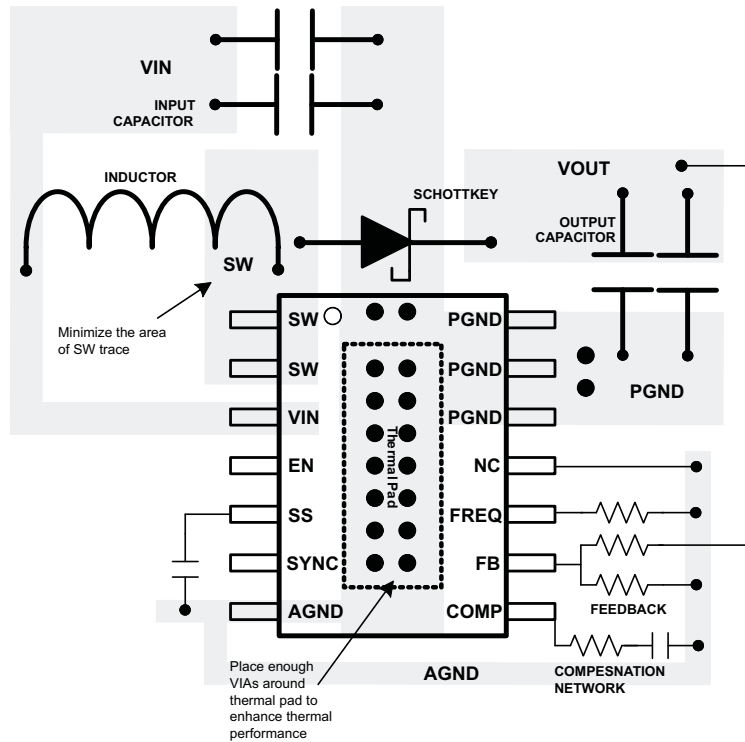 VIN
INPUT
CAPACITOR
INDUCTOR
SW
Minimize the area
of SW trace
SCHOTTKEY
VOUT
OUTPUT
CAPACITOR
PGND
SW
SW
VIN
EN
SS
SYNC
AGND
Thermal Pad
PGND
PGND
PGND
NC
FREQ
FB
COMP
FEEDBACK
COMPESNATION
NETWORK
AGND
Place enough
VIAs around
thermal pad to
enhance thermal
performance